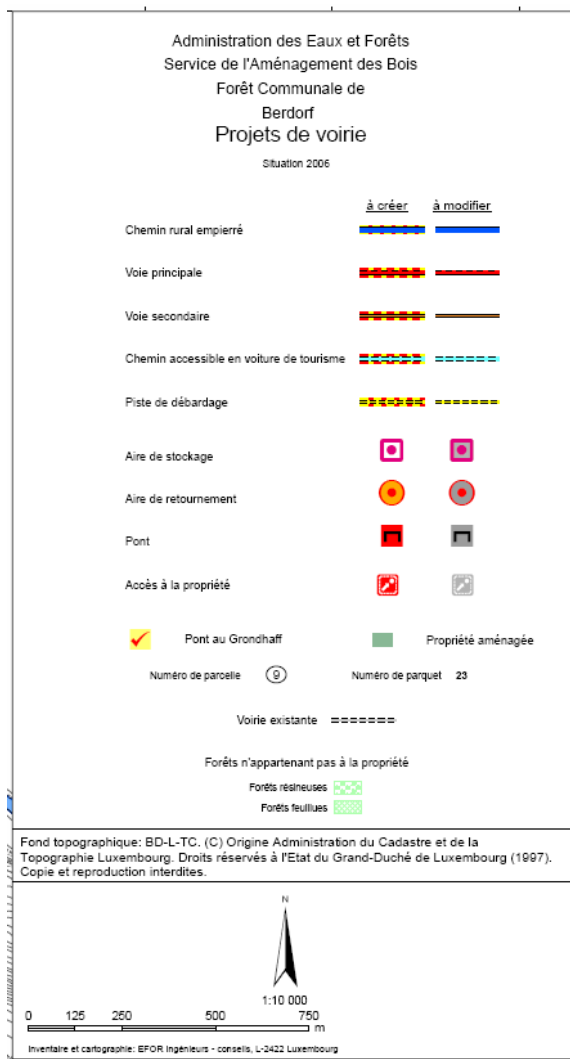 Administration des Eaux et Forêts
Service de l'Aménagement des Bois
Forêt Communale de
Berdorf
Projets de voirie
Situation 2006
à créer à modifier
Chemin rural empierré
Voie principale
Voie secondaire
Chemin accessible en voiture de tourisme
Piste de débardage
Aire de stockage
Aire de retournement
Pont
Accès à la propriété
Pont au Grondhaff Propriété aménagée
Numéro de parcelle 9 Numéro de parquet 23
Voirie existante
Forêts n'appartenant pas à la propriété
Forêts résineuses
Forêts feuillues
Fond topographique: BD-L-TC. (C) Origine Administration du Cadastre et de la
Topographie Luxembourg. Droits réservés à l'Etat du Grand-Duché de Luxembourg (1997).
Copie et reproduction interdites.
N
1:10 000
0 125 250 500 750
m
Inventaire et cartographie: EFOR ingénieurs - conseils, L-2422 Luxembourg